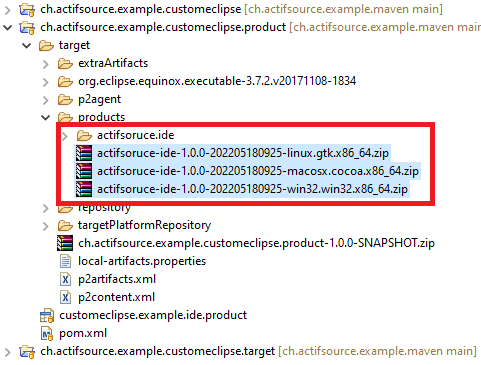 ch.actifsource.example.customeclipse [ch.actifsource.example.maven main]
ch.actifsource.example.customeclipse.product [ch.actifsource.example.maven main
target
extraArtifacts
org.eclipse.equinox.executable-3.7.2.v20171108-1834
p2agent
products
actifsoruce.ide
actifsoruce-ide-1.0.0-202205180925-linux.gtk.x86_64.zip
actifsoruce-ide-1.0.0-202205180925-macosx.cocoa.x86_64.zip
actifsoruce-ide-1.0.0-202205180925-win32.win32.x86_64.zip
repository
targetPlatformRepository
ch.actifsource.example.customeclipse.product-1.0.0-SNAPSHOT.zip
local-artifacts.properties
p2artifacts.xml
p2content.xml
customeclipse.example.ide.product
pom.xml
ch.actifsource.example.customeclipse.target [ch.actifsource.example.maven main]